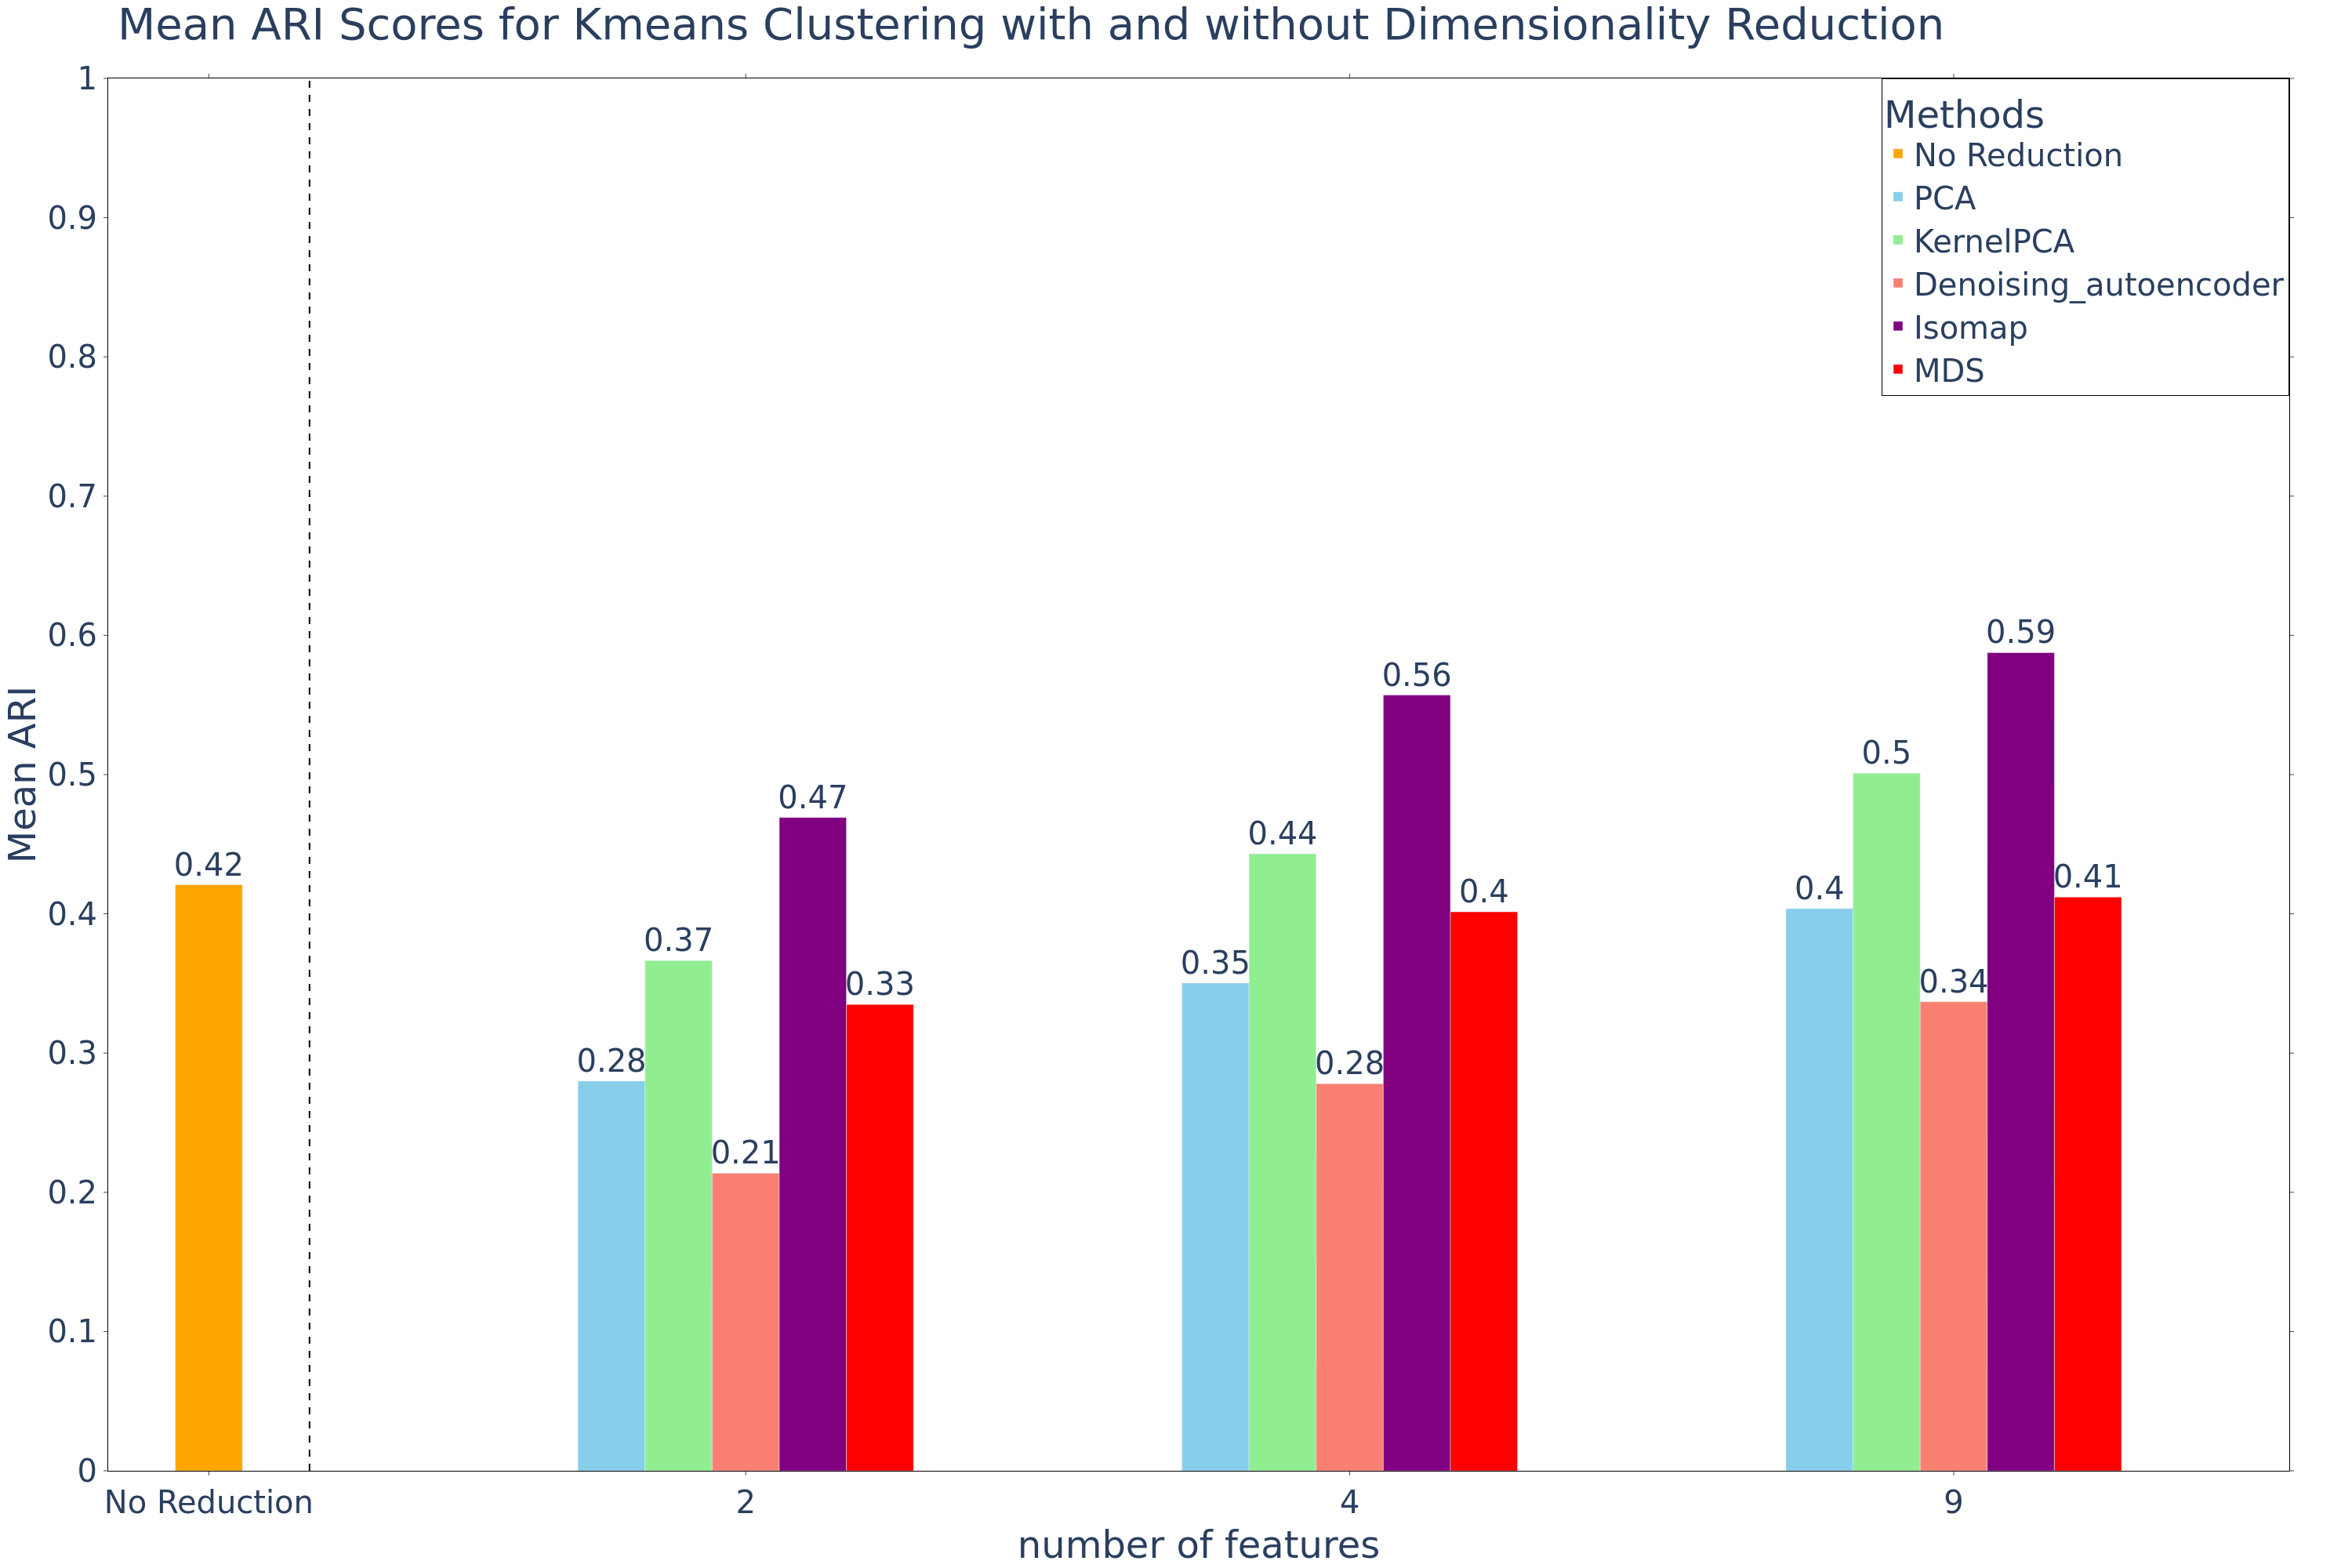 Mean ARI Scores for Kmeans Clustering with and without Dimensionality Reduction
Methods
No Reduction
PCA
KernelPCA
Denoising_autoencoder
Isomap
MDS
Mean ARI
1
0.9
0.8
0.7
0.6
0.5
0.4
0.3
0.2
0.1
0
0.42
0.28
0.37
0.21
0.47
0.33
0.35
0.44
0.28
0.56
0.4
0.4
0.5
0.34
0.59
0.41
No Reduction
2
4
9
number of features